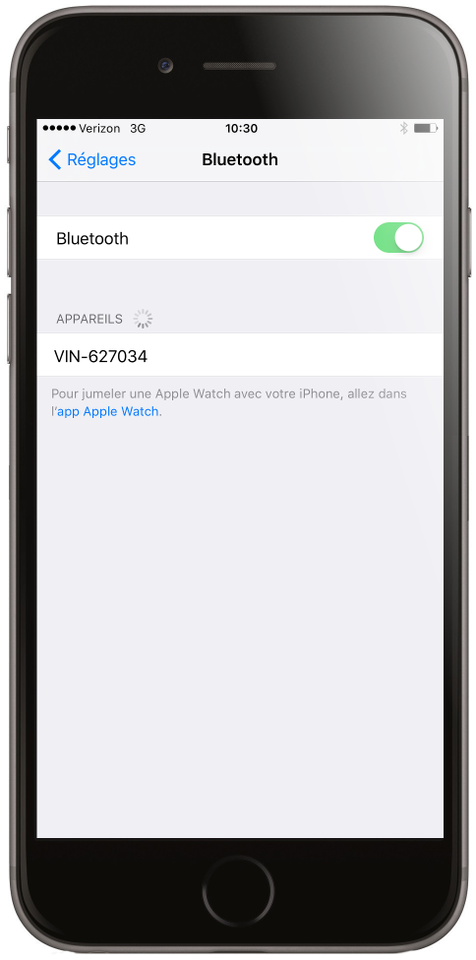 Verizon 3G 10:30
Réglages Bluetooth
Bluetooth
APPAREILS
VIN-627034
Pour jumeler une Apple Watch avec votre iPhone, allez dans
l'app Apple Watch.